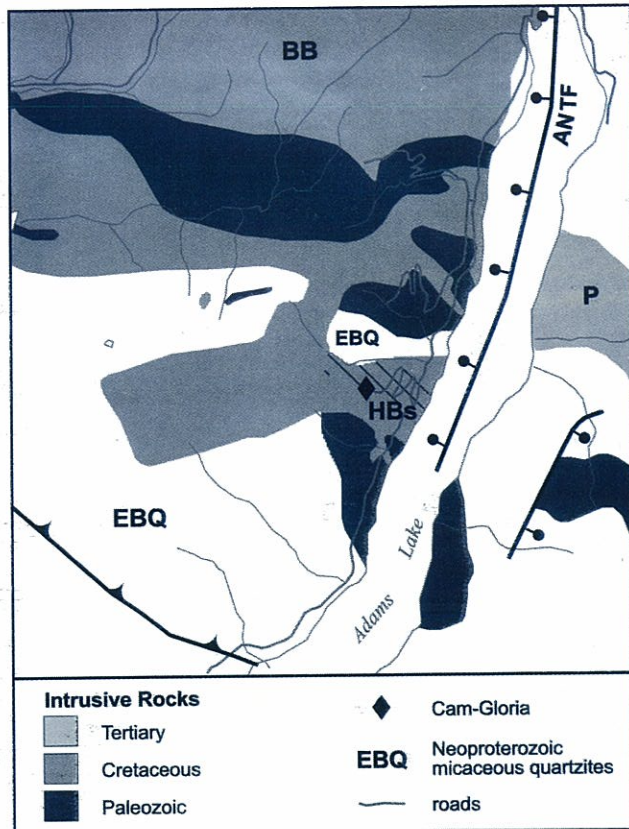 BB
ANTF
P
EBQ
HBs
EBQ
Adams Lake
Intrusive Rocks
Tertiary
Cretaceous
Paleozoic
Cam-Gloria
EBQ
Neoproterozoic
micaceous quartzites
roads